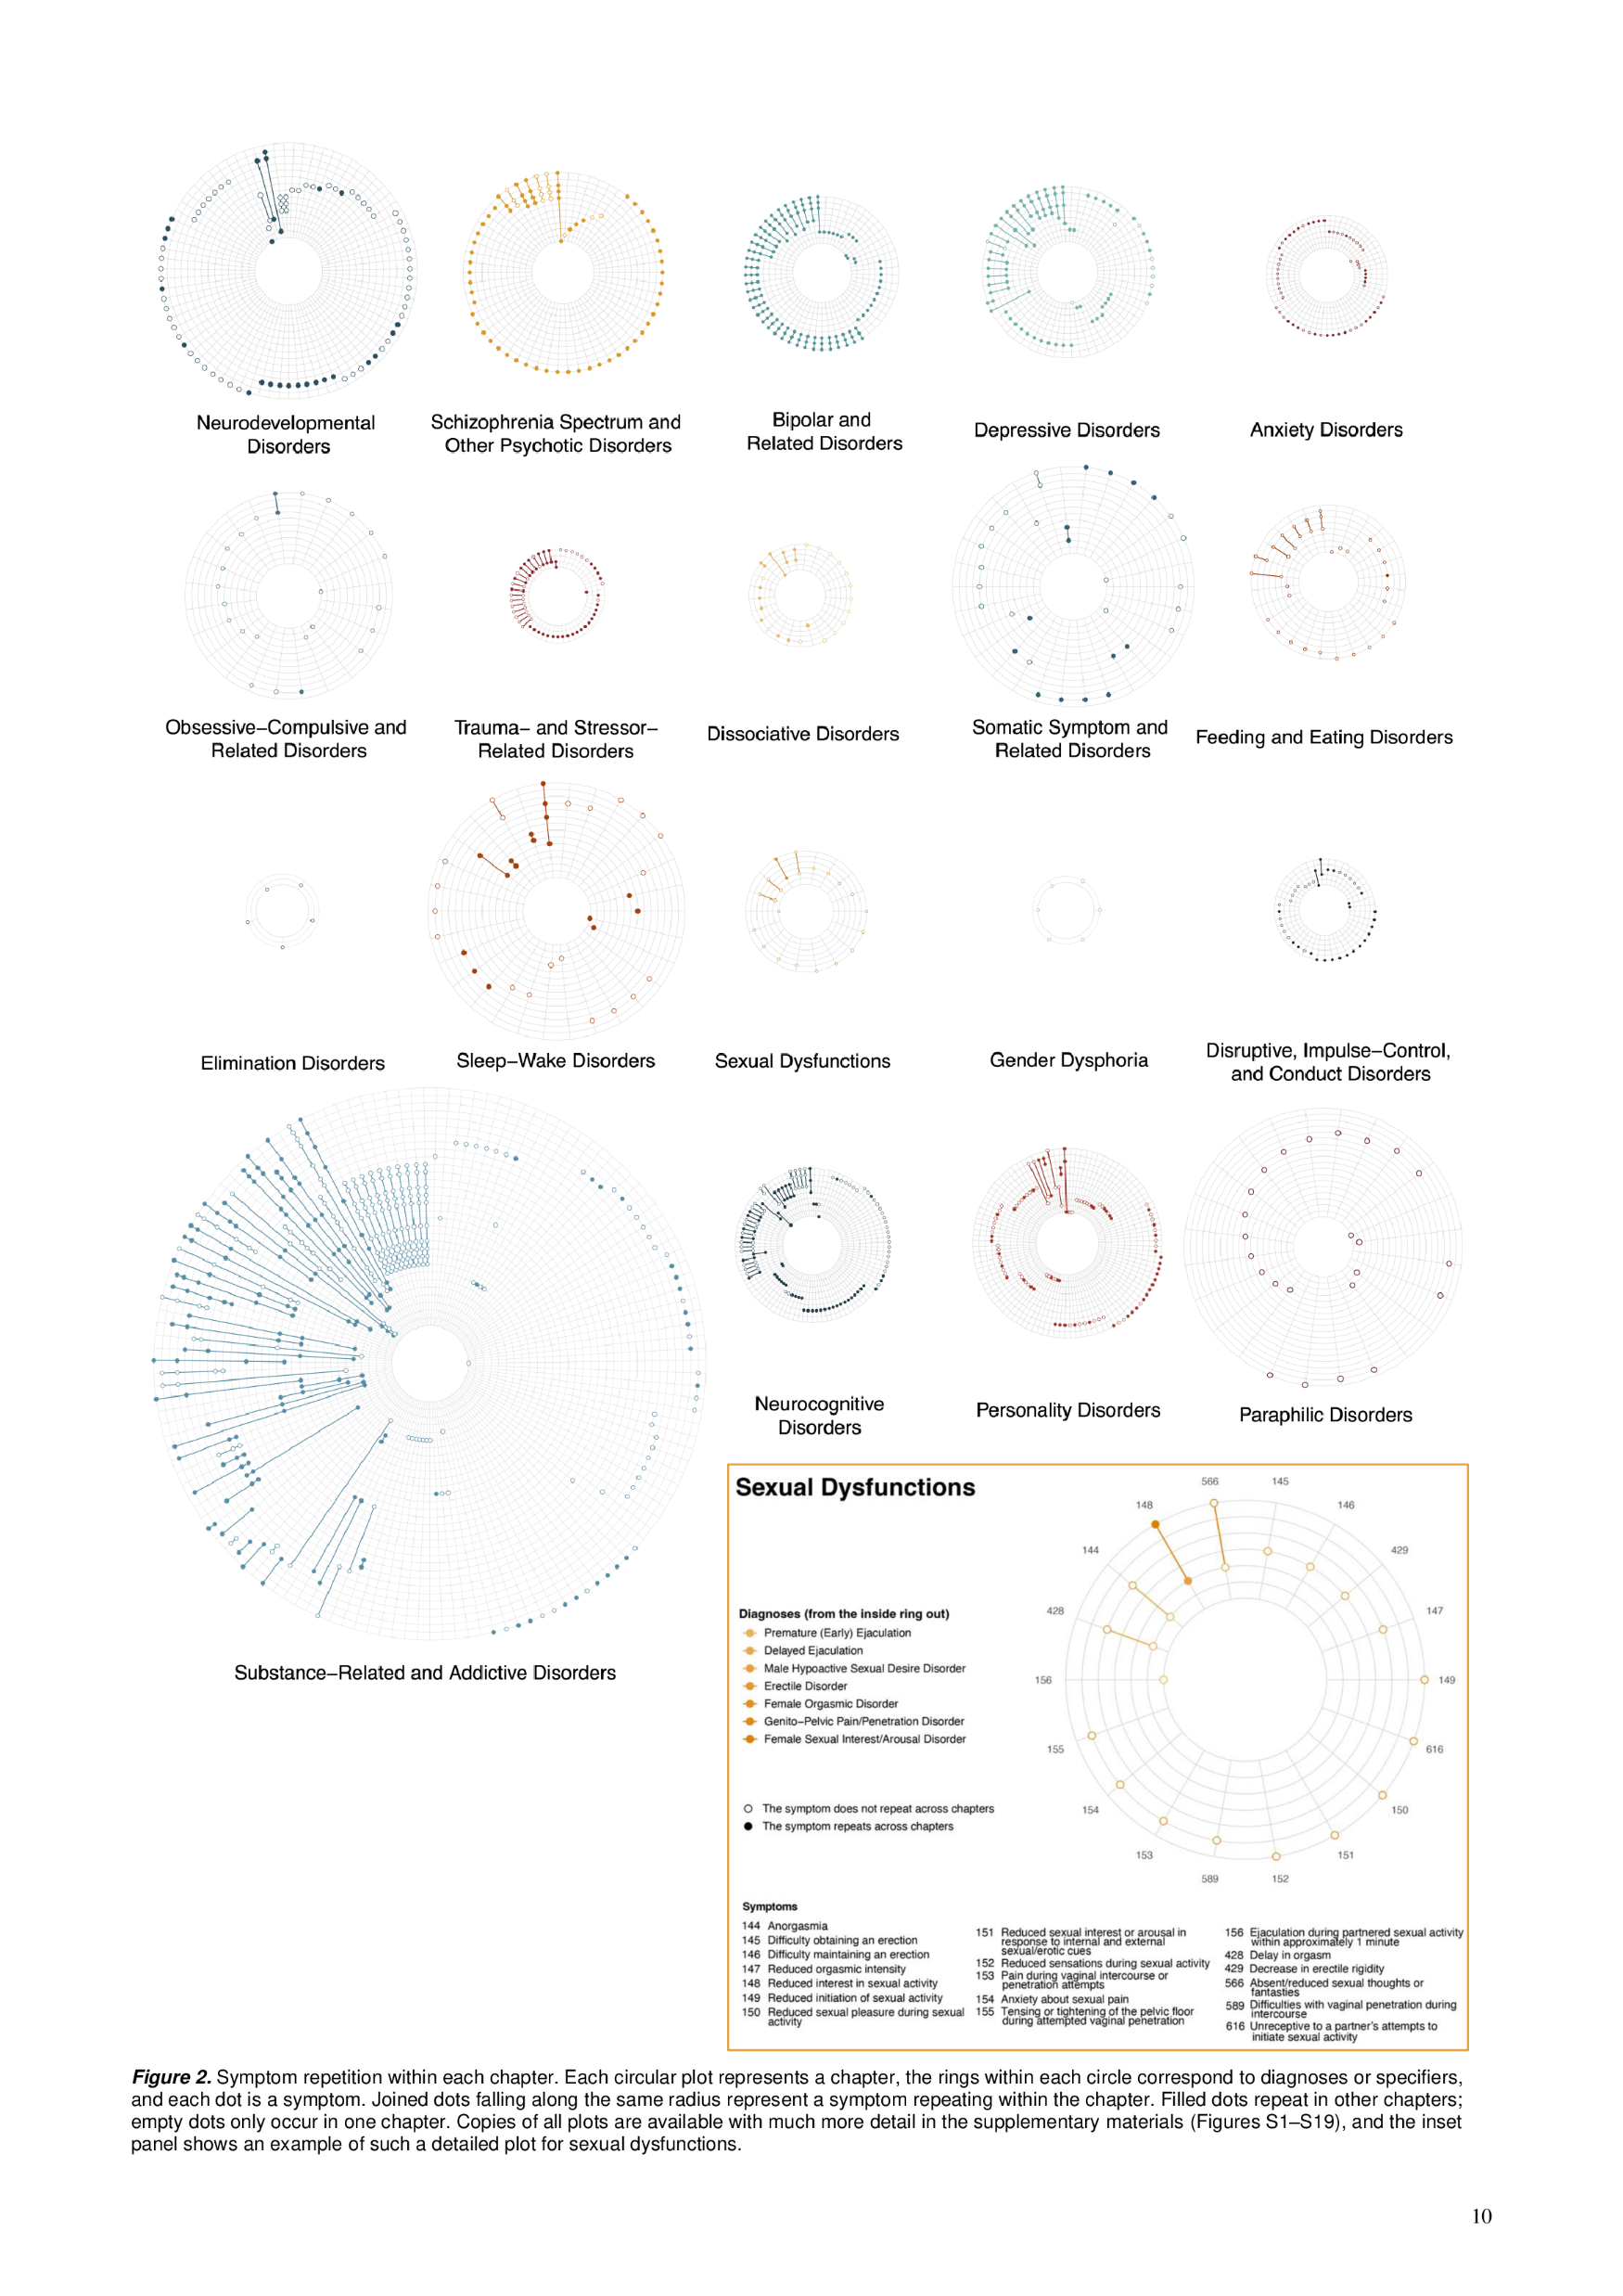 Neurodevelopmental
Disorders
Schizophrenia Spectrum and
Other Psychotic Disorders
Bipolar and
Related Disorders
Depressive Disorders
Anxiety Disorders
Obsessive–Compulsive and
Related Disorders
Trauma– and Stressor–
Related Disorders
Dissociative Disorders
Somatic Symptom and
Related Disorders
Feeding and Eating Disorders
Elimination Disorders
Sleep–Wake Disorders
Sexual Dysfunctions
Gender Dysphoria
Disruptive, Impulse–Control,
and Conduct Disorders
Substance–Related and Addictive Disorders
Neurocognitive
Disorders
Personality Disorders
Paraphilic Disorders
Sexual Dysfunctions
566
145
148
146
144
429
428
147
156
149
155
616
154
150
153
151
589
152
Diagnoses (from the inside ring out)
Premature (Early) Ejaculation
Delayed Ejaculation
Male Hypoactive Sexual Desire Disorder
Erectile Disorder
Female Orgasmic Disorder
Genito–Pelvic Pain/Penetration Disorder
Female Sexual Interest/Arousal Disorder
The symptom does not repeat across chapters
The symptom repeats across chapters
Symptoms
144 Anorgasmia
145 Difficulty obtaining an erection
146 Difficulty maintaining an erection
147 Reduced orgasmic intensity
148 Reduced interest in sexual activity
149 Reduced initiation of sexual activity
150 Reduced sexual pleasure during sexual
activity
151 Reduced sexual interest or arousal in
response to internal and external
sexual/erotic cues
152 Reduced sensations during sexual activity
153 Pain during vaginal intercourse or
penetration attempts
154 Anxiety about sexual pain
155 Tensing or tightening of the pelvic floor
during attempted vaginal penetration
156 Ejaculation during partnered sexual activity
within approximately 1 minute
428 Delay in orgasm
429 Decrease in erectile rigidity
566 Absent/reduced sexual thoughts or
fantasties
589 Difficulties with vaginal penetration during
intercourse
616 Unreceptive to a partner's attempts to
initiate sexual activity
Figure 2. Symptom repetition within each chapter. Each circular plot represents a chapter, the rings within each circle correspond to diagnoses or specifiers,
and each dot is a symptom. Joined dots falling along the same radius represent a symptom repeating within the chapter. Filled dots repeat in other chapters;
empty dots only occur in one chapter. Copies of all plots are available with much more detail in the supplementary materials (Figures S1–S19), and the inset
panel shows an example of such a detailed plot for sexual dysfunctions.
10